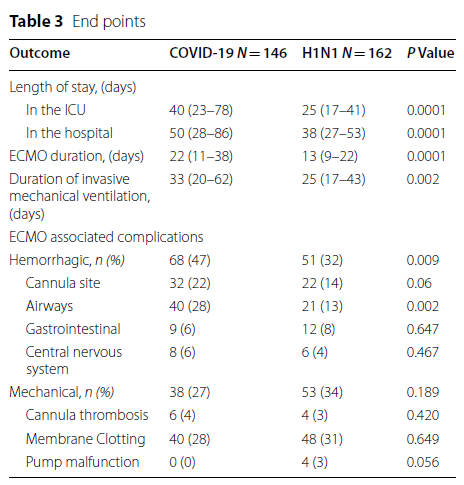 Table 3 End points
Outcome COVID-19 N=146 H1N1 N=162 P Value
Length of stay, (days)
In the ICU 40 (23–78) 25 (17–41) 0.0001
In the hospital 50 (28–86) 38 (27–53) 0.0001
ECMO duration, (days) 22 (11–38) 13 (9–22) 0.0001
Duration of invasive 33 (20–62) 25 (17–43) 0.002
mechanical ventilation,
(days)
ECMO associated complications
Hemorrhagic, n (%) 68 (47) 51 (32) 0.009
Cannula site 32 (22) 22 (14) 0.06
Airways 40 (28) 21 (13) 0.002
Gastrointestinal 9 (6) 12 (8) 0.647
Central nervous 8 (6) 6 (4) 0.467
system
Mechanical, n (%) 38 (27) 53 (34) 0.189
Cannula thrombosis 6 (4) 4 (3) 0.420
Membrane Clotting 40 (28) 48 (31) 0.649
Pump malfunction 0 (0) 4 (3) 0.056